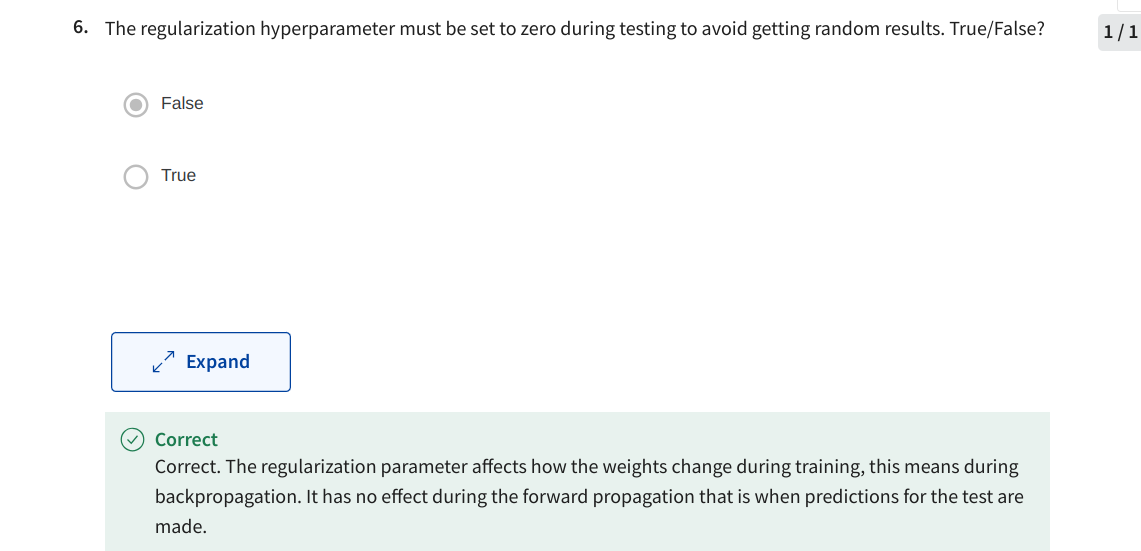 6. The regularization hyperparameter must be set to zero during testing to avoid getting random results. True/False?
1 / 1
False
True
Expand
Correct
Correct. The regularization parameter affects how the weights change during training, this means during
backpropagation. It has no effect during the forward propagation that is when predictions for the test are
made.